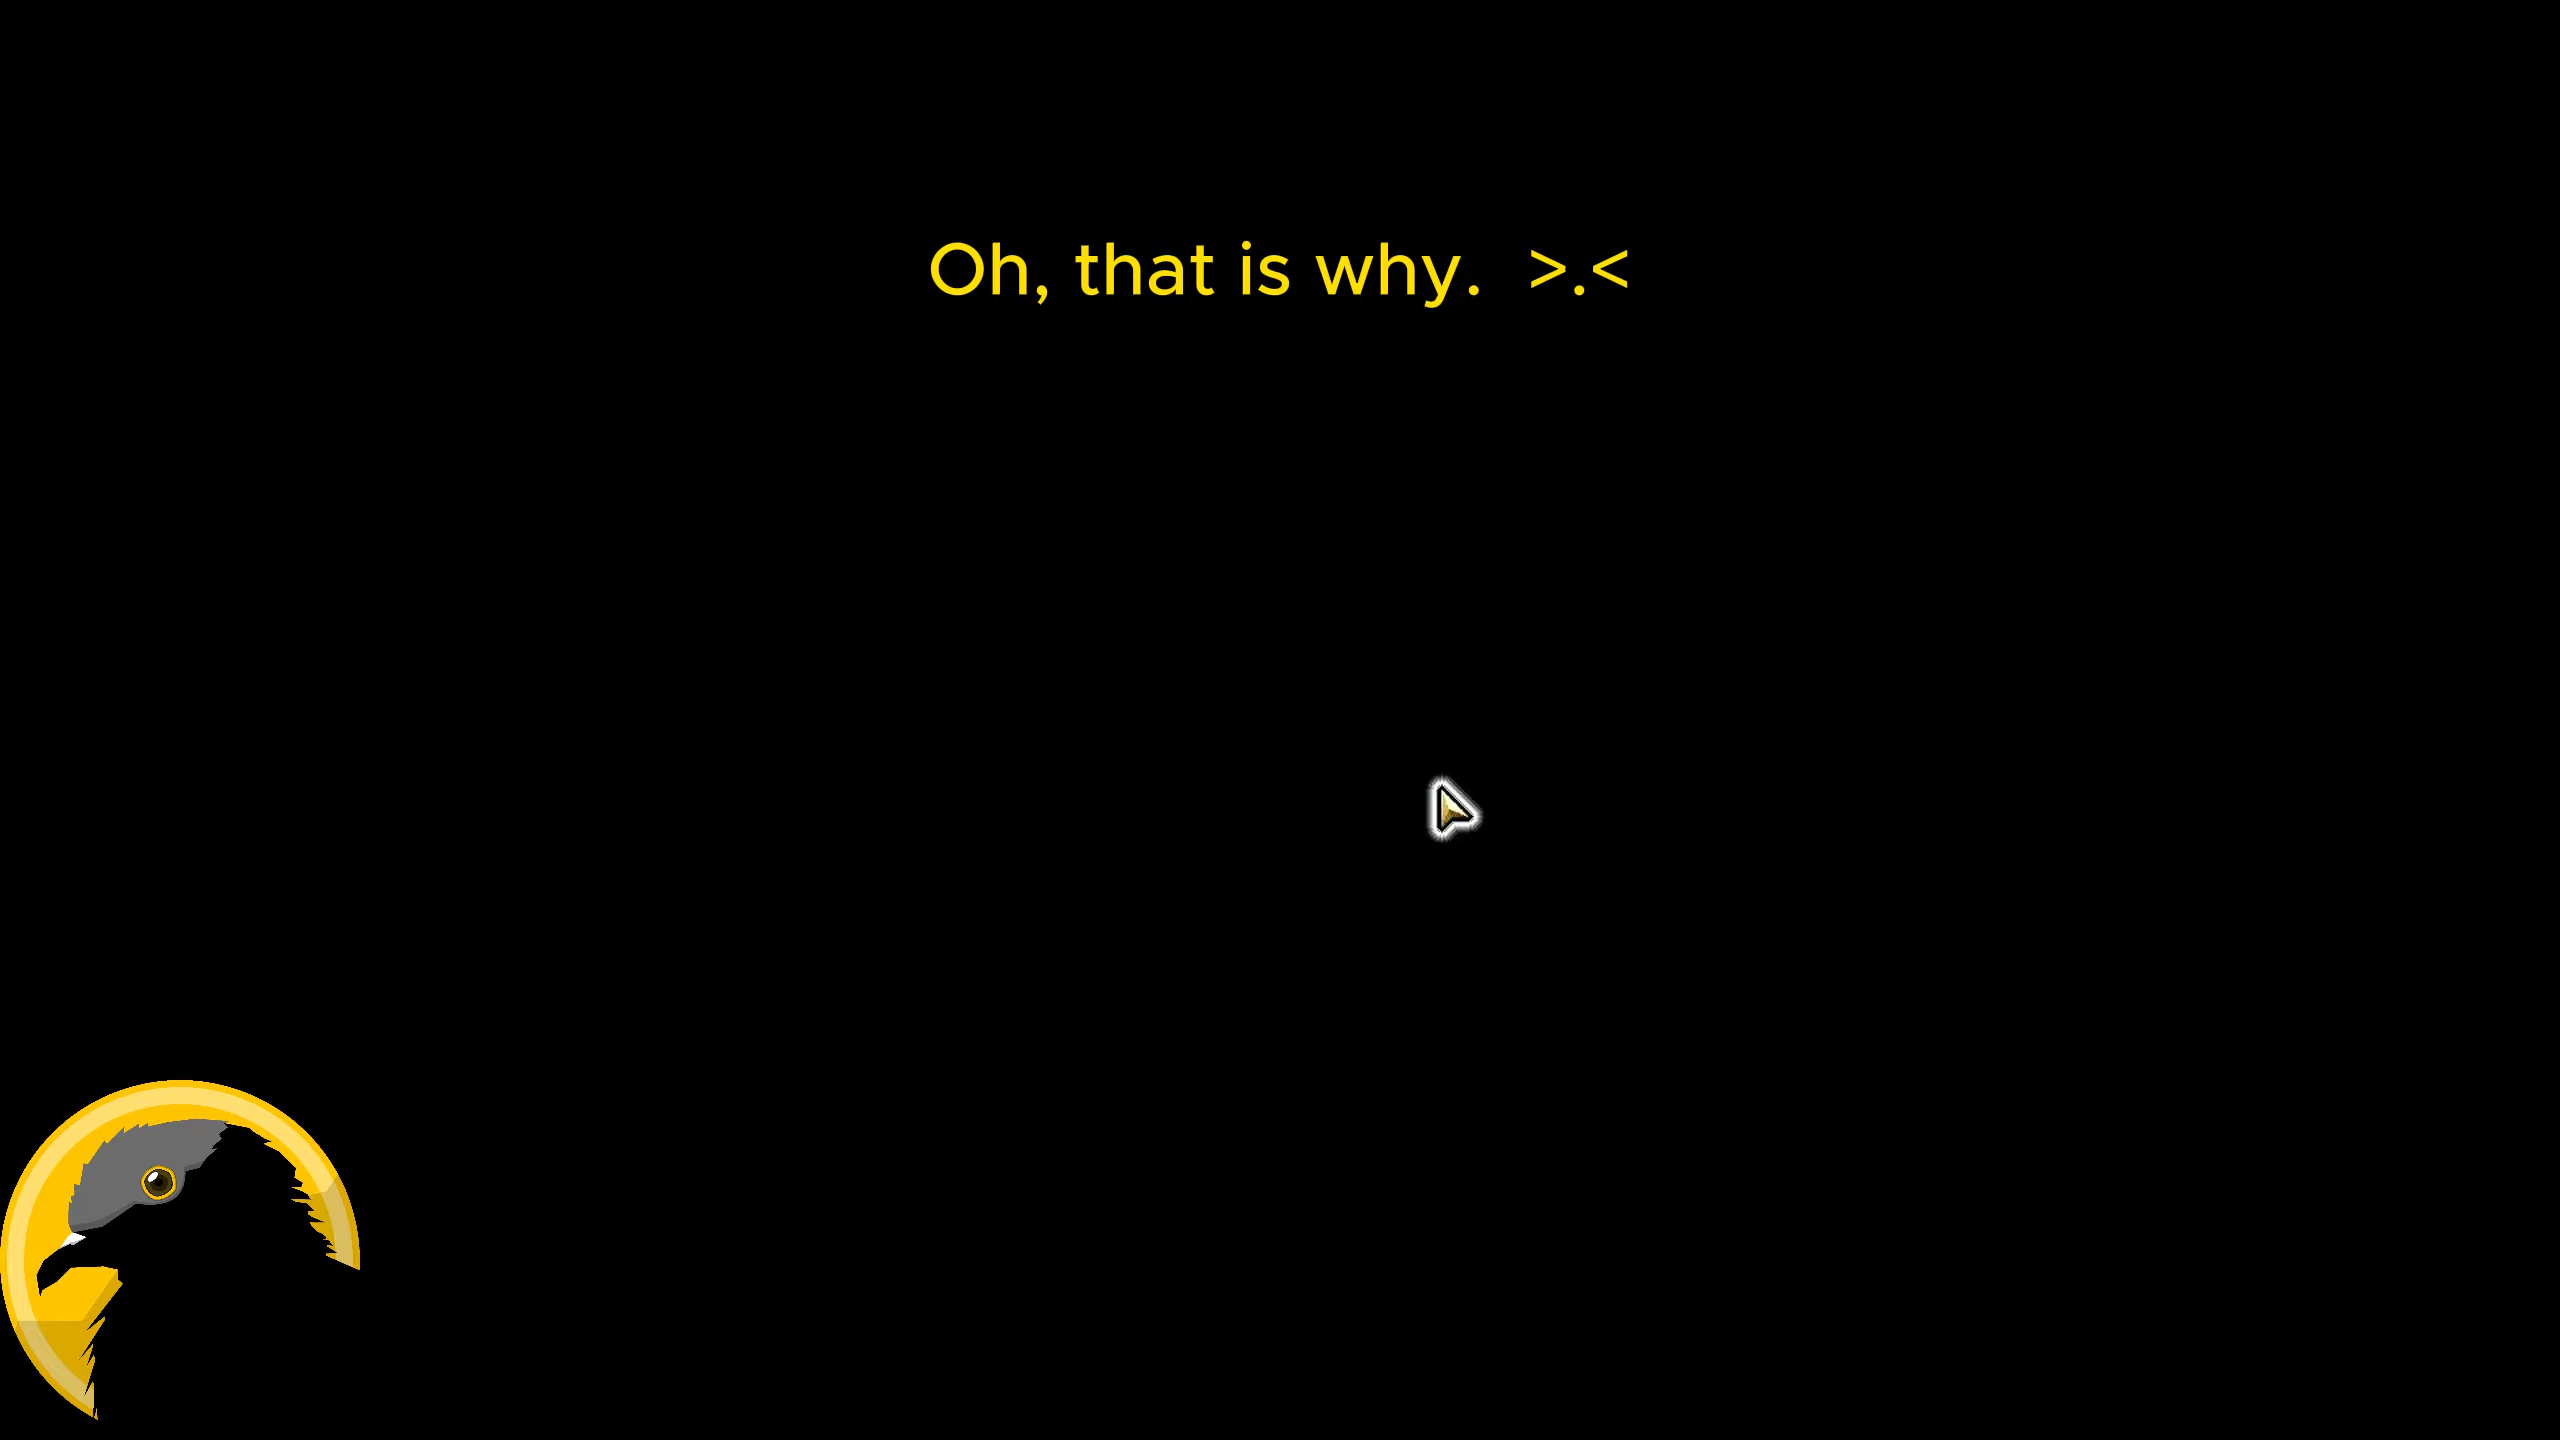 Oh, that is why.  >.<